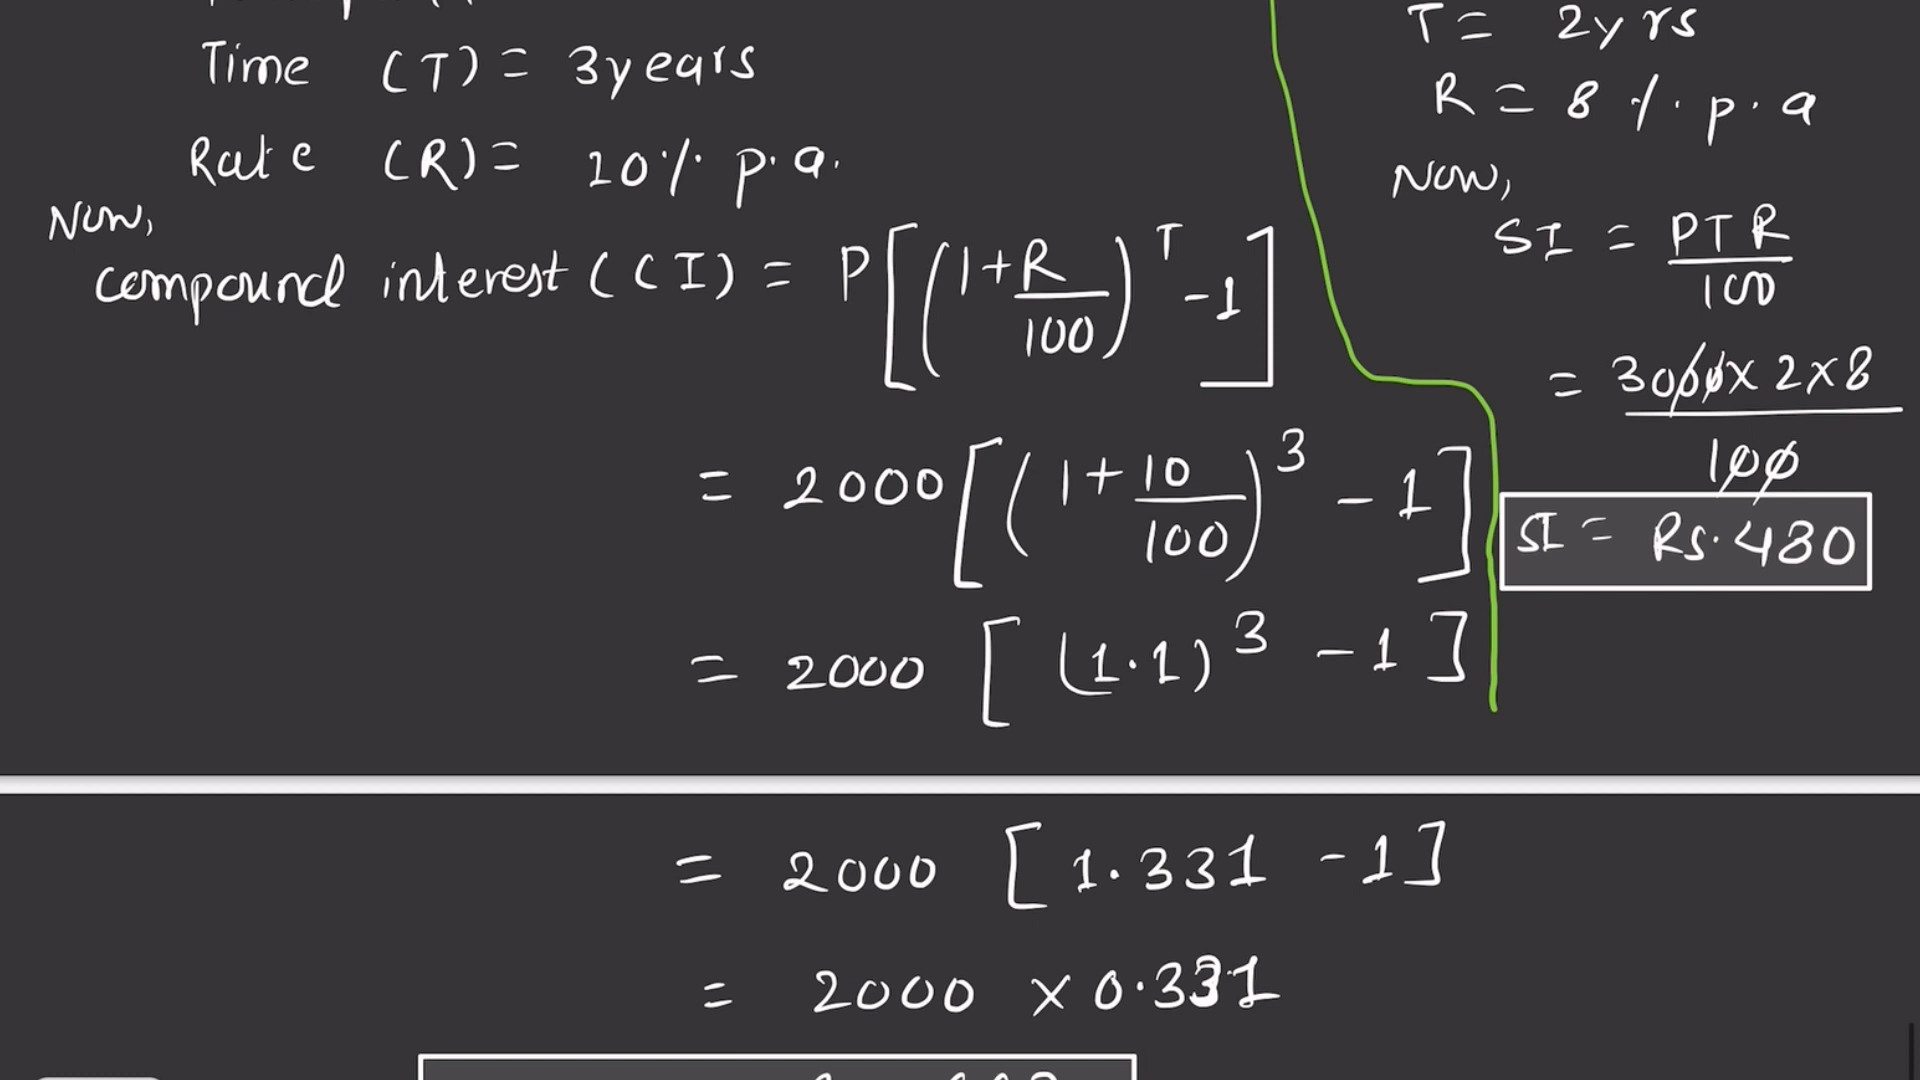 Time (T) = 3years
Rate (R) = 10% p.a.
Now,
compound interest (CI) = P[(1+R/100)^T -1]
= 2000[(1+10/100)^3 - 1]
= 2000 [(1.1)^3 - 1]
= 2000 [1.331 - 1]
= 2000 x 0.331
T = 2yrs
R = 8 %. p.a
Now,
SI = PTR/100
= 3000x 2x8/100
SI = Rs.480